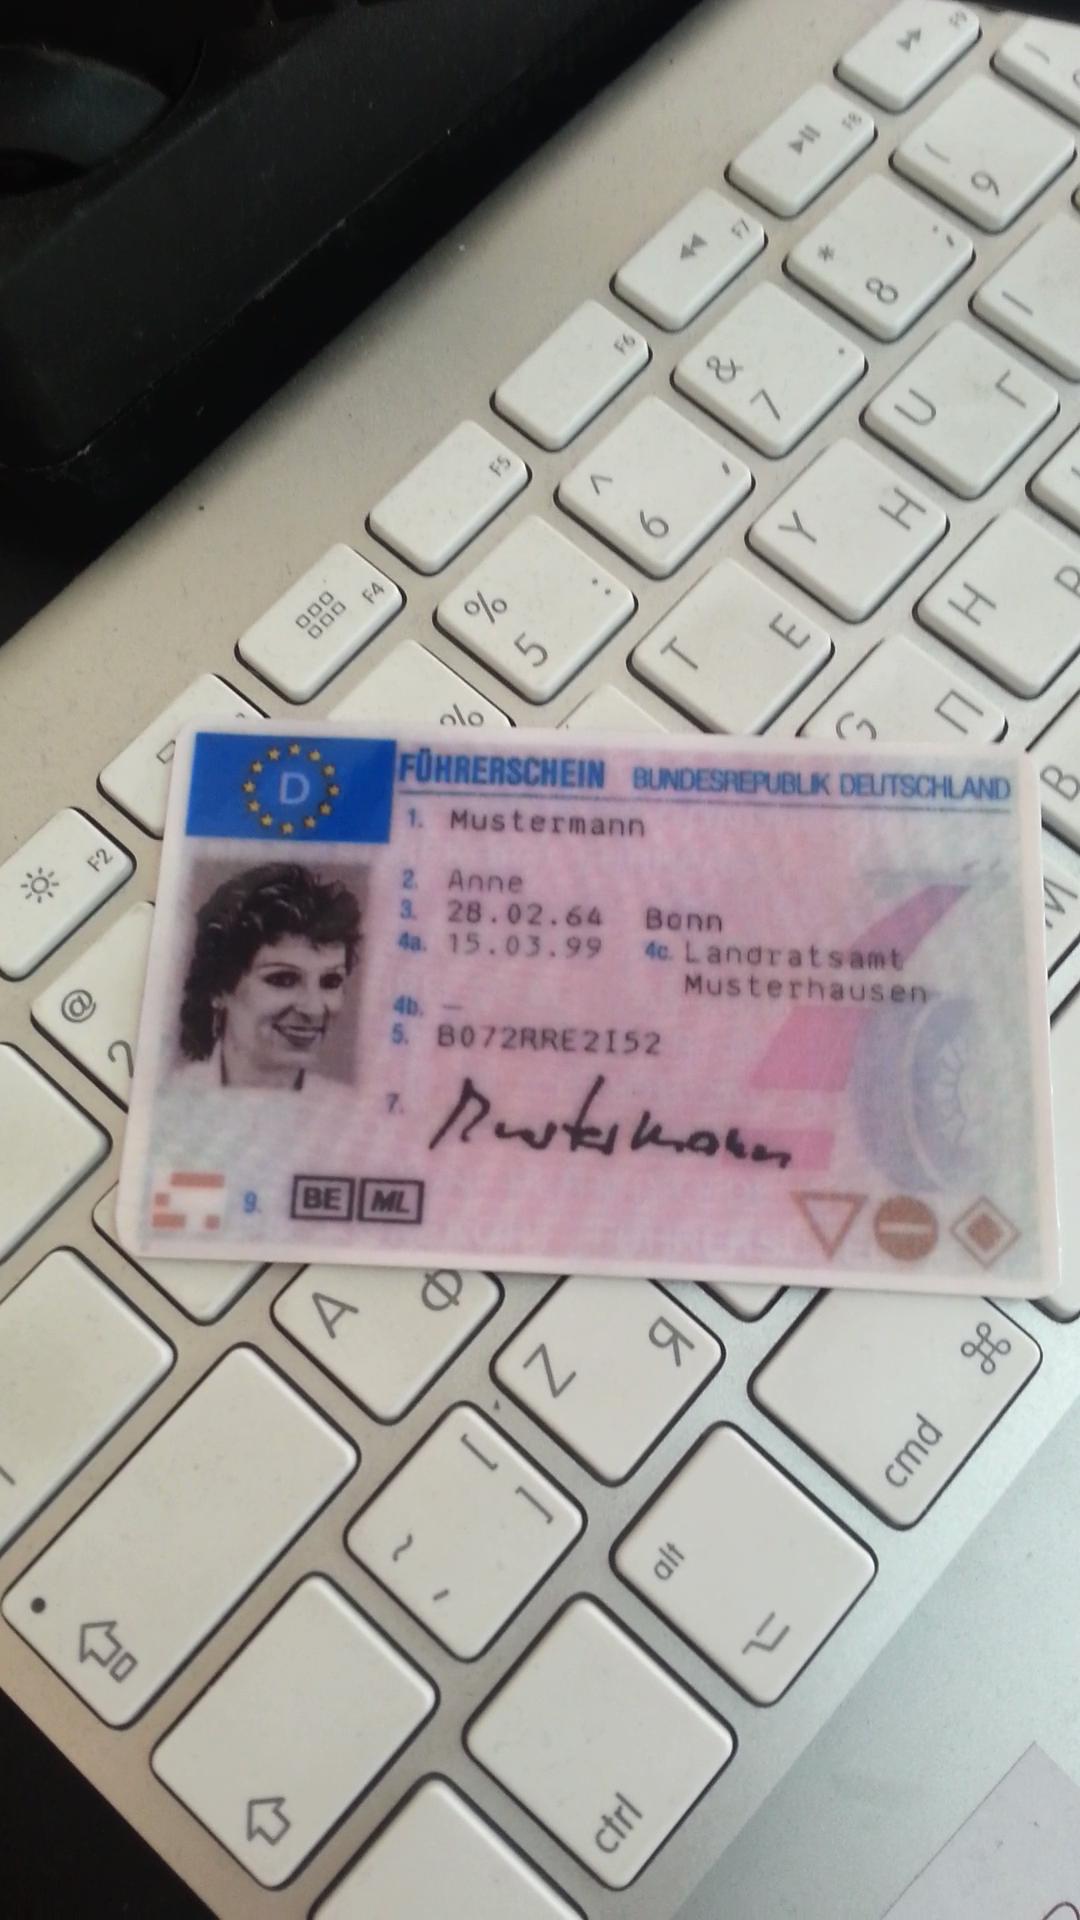 F9
F8
( 9
F7
* 8 ;
F6
& 7 .
U Г
F5
^ 6 ,
Y Н
F4
% 5 :
T Е
H Р
G П
%
B
F2
@ 2
И
D
FÜHRERSCHEIN BUNDESREPUBLIK DEUTSCHLAND
1. Mustermann
2. Anne
3. 28.02.64 Bonn
4a. 15.03.99 4c. Landratsamt
Musterhausen
4b. –
5. B072RRE2I52
7. Mustermann
9. BE ML
A Ф
Z Я
⌘
cmd
[ ]
~ ,
alt
⌥
ctrl